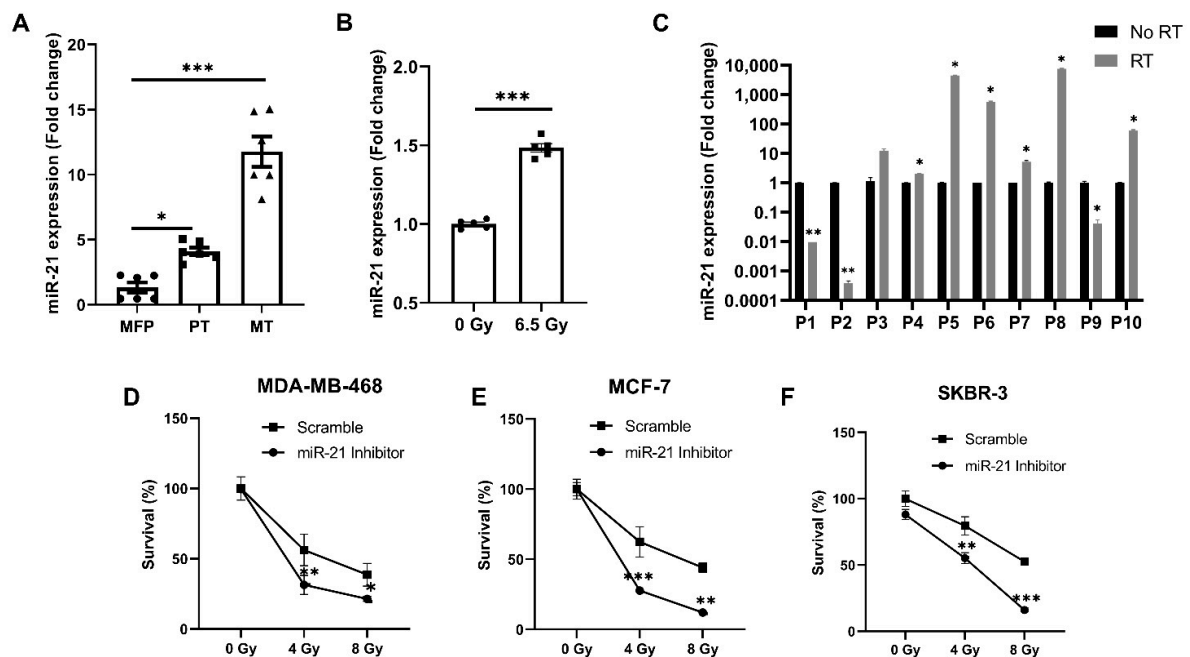 A
miR-21 expression (Fold change)
20
15
10
5
0
***
*
MFP PT MT
B
miR-21 expression (Fold change)
2.0
1.5
1.0
0.5
***
0 Gy 6.5 Gy
C
No RT
RT
miR-21 expression (Fold change)
10,000
1,000
100
10
1
0.1
0.01
0.001
0.0001
** ** * * * * * * *
P1 P2 P3 P4 P5 P6 P7 P8 P9 P10
D
MDA-MB-468
Scramble
miR-21 Inhibitor
Survival (%)
150
100
50
0
** *
0 Gy 4 Gy 8 Gy
E
MCF-7
Scramble
miR-21 Inhibitor
Survival (%)
150
100
50
0
*** **
0 Gy 4 Gy 8 Gy
F
SKBR-3
Scramble
miR-21 Inhibitor
Survival (%)
150
100
50
0
** ***
0 Gy 4 Gy 8 Gy